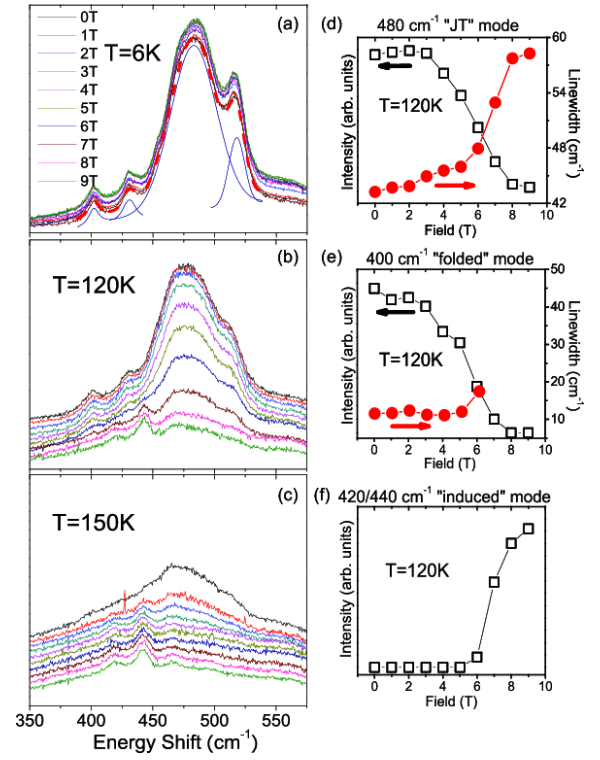 (a)
T=6K
0T
1T
2T
3T
4T
5T
6T
7T
8T
9T
(b)
T=120K
(c)
T=150K
350 400 450 500 550
Energy Shift (cm⁻¹)
(d) 480 cm⁻¹ "JT" mode
Intensity (arb. units)
T=120K
60
54
48
42
Linewidth (cm⁻¹)
0 2 4 6 8 10
Field (T)
(e) 400 cm⁻¹ "folded" mode
Intensity (arb. units)
T=120K
50
40
30
20
10
Linewidth (cm⁻¹)
0 2 4 6 8 10
Field (T)
(f) 420/440 cm⁻¹ "induced" mode
Intensity (arb. units)
T=120K
0 2 4 6 8 10
Field (T)